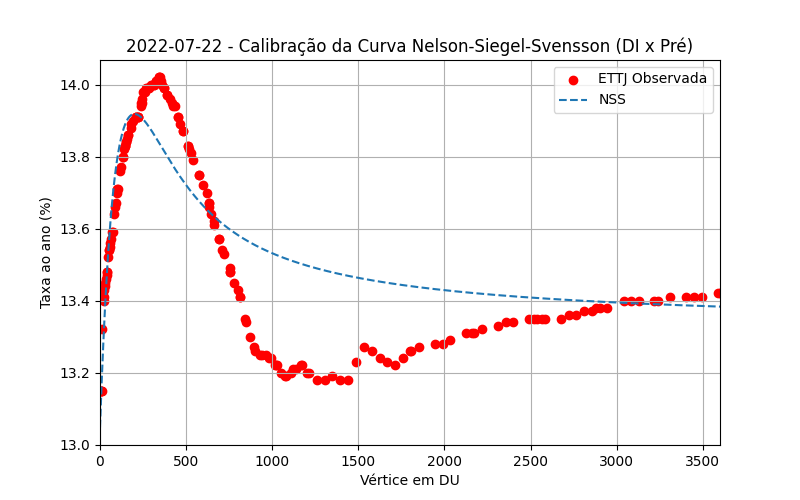 2022-07-22 - Calibração da Curva Nelson-Siegel-Svensson (DI x Pré)
ETTJ Observada
NSS
Taxa ao ano (%)
14.0
13.8
13.6
13.4
13.2
13.0
0 500 1000 1500 2000 2500 3000 3500
Vértice em DU